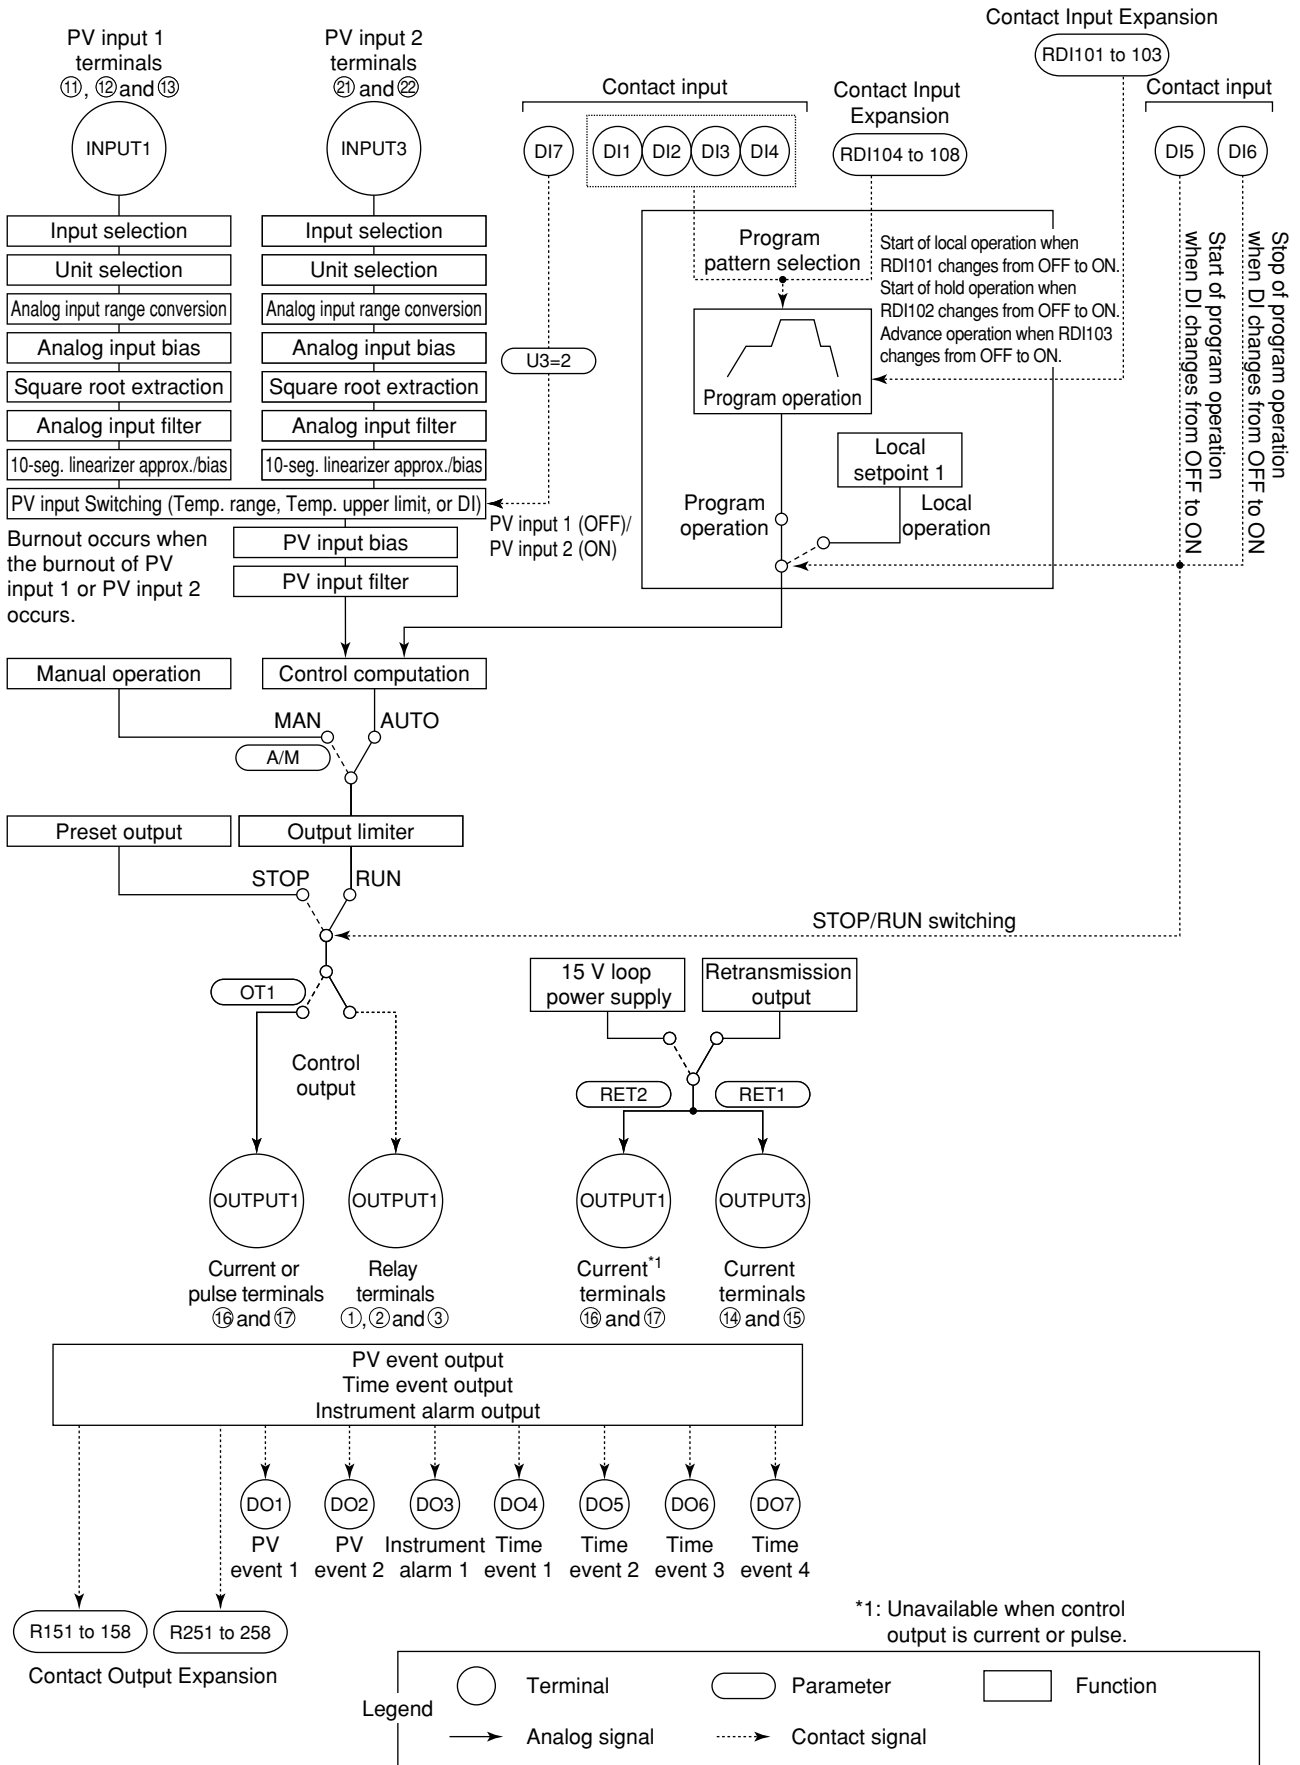 Contact Input Expansion
RDI101 to 103
PV input 1
terminals
⑪, ⑫ and ⑬
INPUT1
PV input 2
terminals
㉑ and ㉒
INPUT3
Contact input
DI7
DI1
DI2
DI3
DI4
Contact Input
Expansion
RDI104 to 108
Contact input
DI5
DI6
Input selection
Unit selection
Analog input range conversion
Analog input bias
Square root extraction
Analog input filter
10-seg. linearizer approx./bias
Input selection
Unit selection
Analog input range conversion
Analog input bias
Square root extraction
Analog input filter
10-seg. linearizer approx./bias
U3=2
Program
pattern selection
Start of local operation when
RDI101 changes from OFF to ON.
Start of hold operation when
RDI102 changes from OFF to ON.
Advance operation when RDI103
changes from OFF to ON.
Program operation
Local
setpoint 1
Program
operation
Local
operation
Start of program operation
when DI changes from OFF to ON
Stop of program operation
when DI changes from OFF to ON
PV input Switching (Temp. range, Temp. upper limit, or DI)
PV input 1 (OFF)/
PV input 2 (ON)
Burnout occurs when
the burnout of PV
input 1 or PV input 2
occurs.
PV input bias
PV input filter
Manual operation
Control computation
MAN
AUTO
A/M
Preset output
Output limiter
STOP
RUN
STOP/RUN switching
OT1
Control
output
15 V loop
power supply
Retransmission
output
RET2
RET1
OUTPUT1
OUTPUT1
OUTPUT1
OUTPUT3
Current or
pulse terminals
⑯ and ⑰
Relay
terminals
①, ② and ③
Current*1
terminals
⑯ and ⑰
Current
terminals
⑭ and ⑮
PV event output
Time event output
Instrument alarm output
DO1
DO2
DO3
DO4
DO5
DO6
DO7
PV
event 1
PV
event 2
Instrument
alarm 1
Time
event 1
Time
event 2
Time
event 3
Time
event 4
R151 to 158
R251 to 258
Contact Output Expansion
*1: Unavailable when control
output is current or pulse.
Legend
Terminal
Parameter
Function
Analog signal
Contact signal